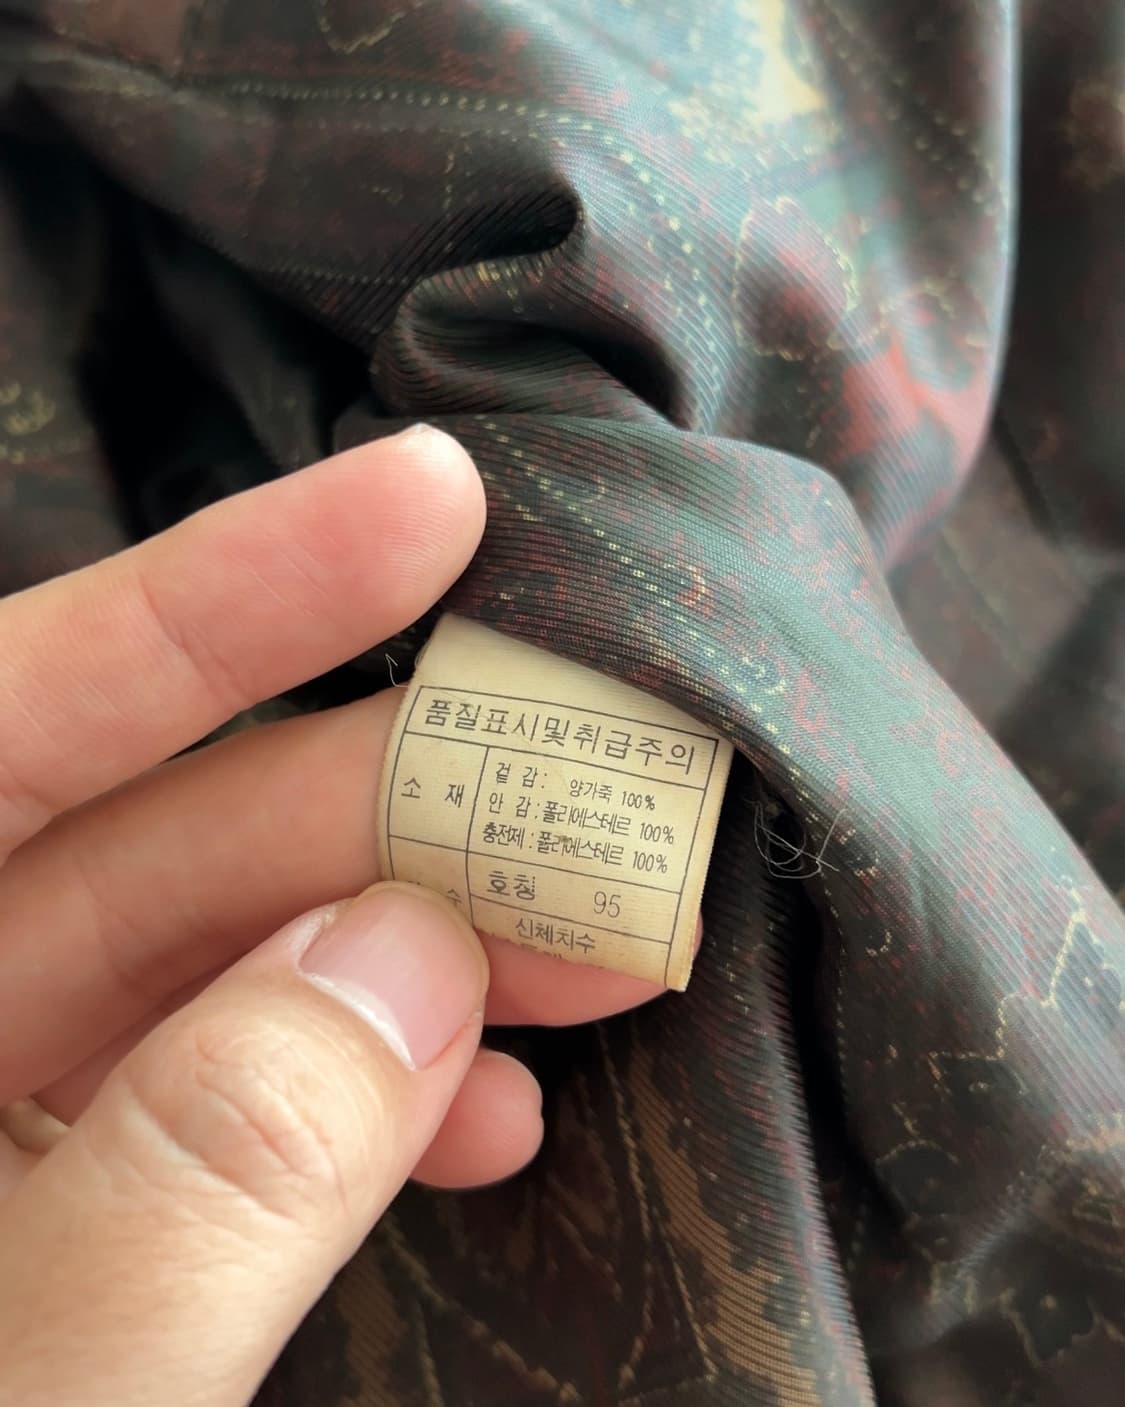 품질표시및취급주의
소 재
겉 감 : 양가죽 100%
안 감 : 폴리에스테르 100%
충전제 : 폴리에스테르 100%
호칭 95
신체치수